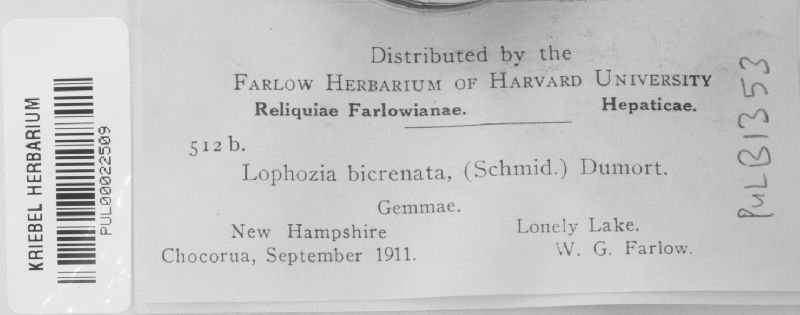 Distributed by the
FARLOW HERBARIUM OF HARVARD UNIVERSITY
Reliquiae Farlowianae. Hepaticae.
512 b.
Lophozia bicrenata, (Schmid.) Dumort.
Gemmae.
New Hampshire Lonely Lake.
Chocorua, September 1911. W. G. Farlow.
KRIEBEL HERBARIUM
PUL00022509
PULB1353